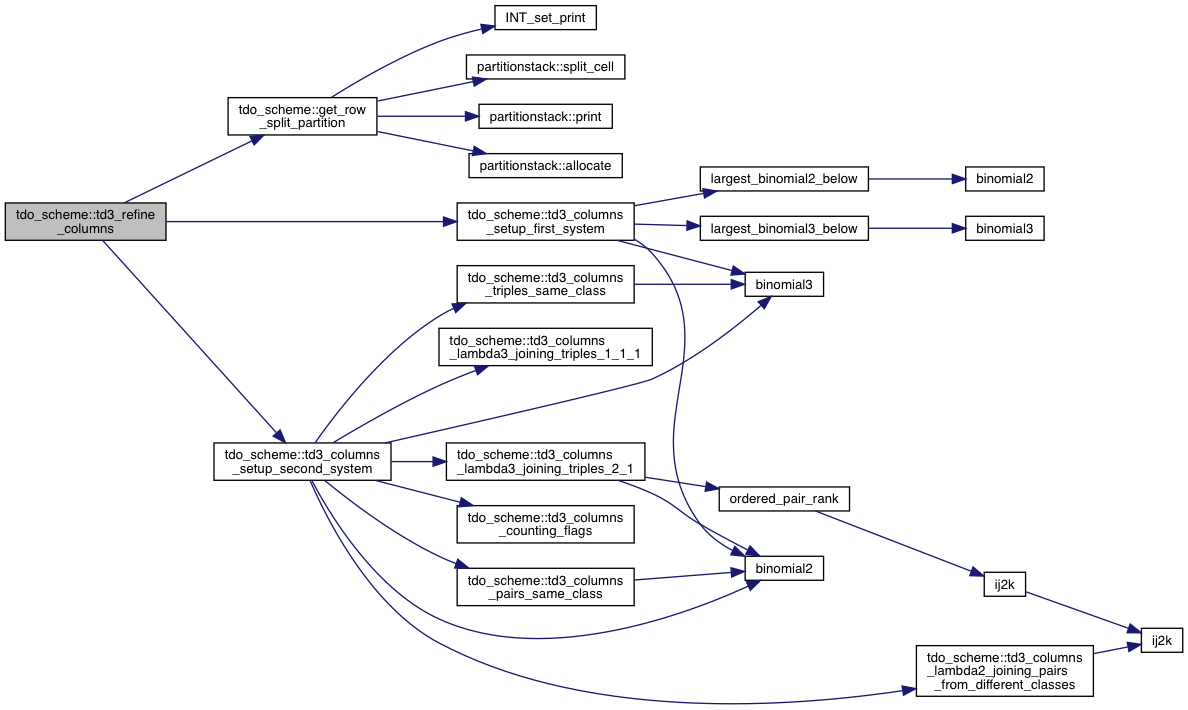 INT_set_print
partitionstack::split_cell
tdo_scheme::get_row
_split_partition
partitionstack::print
partitionstack::allocate
largest_binomial2_below
binomial2
tdo_scheme::td3_refine
_columns
tdo_scheme::td3_columns
_setup_first_system
largest_binomial3_below
binomial3
tdo_scheme::td3_columns
_triples_same_class
binomial3
tdo_scheme::td3_columns
_lambda3_joining_triples_1_1_1
tdo_scheme::td3_columns
_setup_second_system
tdo_scheme::td3_columns
_lambda3_joining_triples_2_1
ordered_pair_rank
tdo_scheme::td3_columns
_counting_flags
binomial2
tdo_scheme::td3_columns
_pairs_same_class
ij2k
ij2k
tdo_scheme::td3_columns
_lambda2_joining_pairs
_from_different_classes